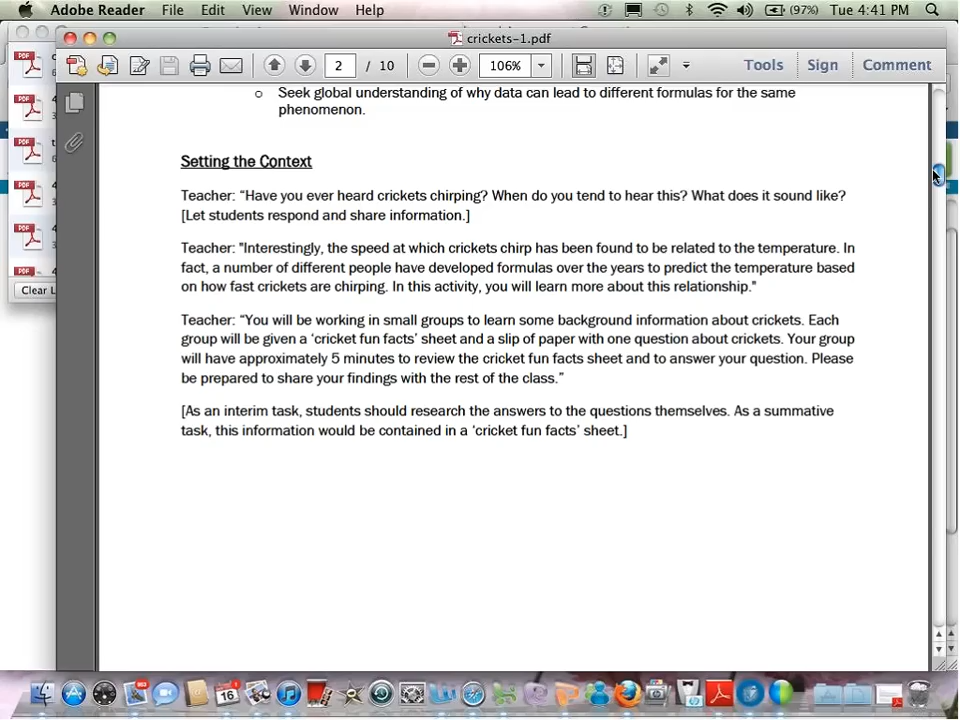 Adobe Reader File Edit View Window Help (97%) Tue 4:41 PM
crickets-1.pdf
2 / 10 106% Tools Sign Comment
o Seek global understanding of why data can lead to different formulas for the same
phenomenon.
Setting the Context
Teacher: “Have you ever heard crickets chirping? When do you tend to hear this? What does it sound like?
[Let students respond and share information.]
Teacher: "Interestingly, the speed at which crickets chirp has been found to be related to the temperature. In
fact, a number of different people have developed formulas over the years to predict the temperature based
on how fast crickets are chirping. In this activity, you will learn more about this relationship."
Teacher: “You will be working in small groups to learn some background information about crickets. Each
group will be given a ‘cricket fun facts’ sheet and a slip of paper with one question about crickets. Your group
will have approximately 5 minutes to review the cricket fun facts sheet and to answer your question. Please
be prepared to share your findings with the rest of the class.”
[As an interim task, students should research the answers to the questions themselves. As a summative
task, this information would be contained in a ‘cricket fun facts’ sheet.]
Clear L